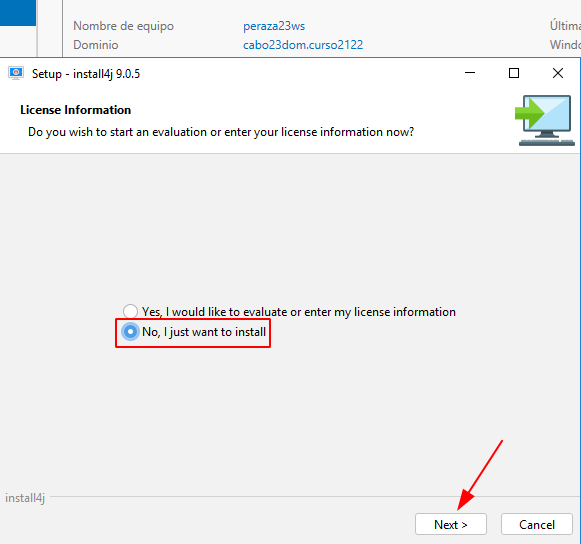 Nombre de equipo peraza23ws
Dominio cabo23dom.curso2122
Última
Windo
Setup - install4j 9.0.5
License Information
Do you wish to start an evaluation or enter your license information now?
Yes, I would like to evaluate or enter my license information
No, I just want to install
install4j
Next >
Cancel